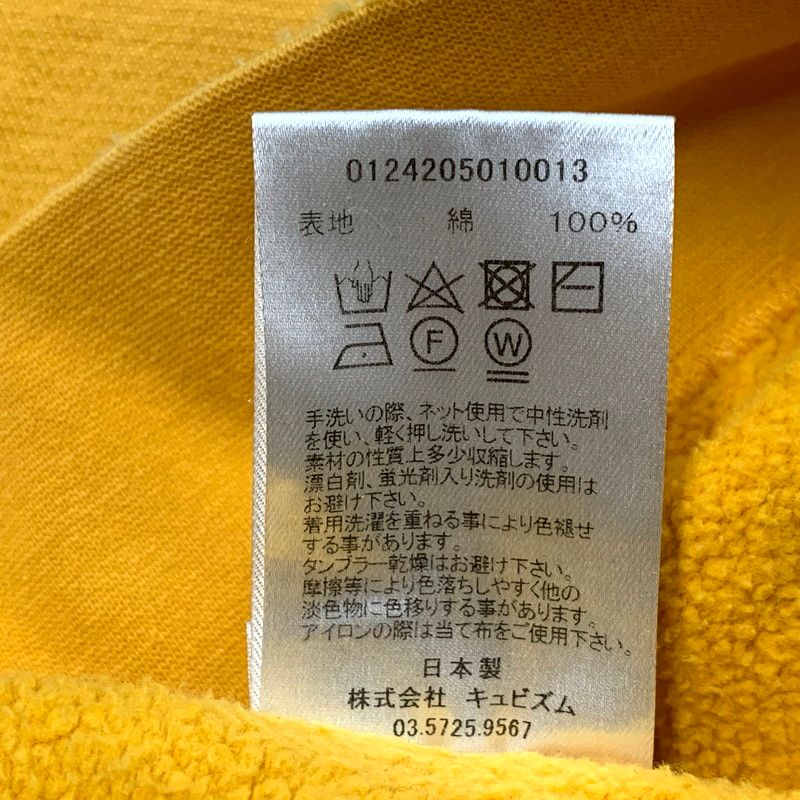 0124205010013
表地 綿 100%
F W
手洗いの際、ネット使用で中性洗剤
を使い、軽く押し洗いして下さい。
素材の性質上多少収縮します。
漂白剤、蛍光剤入り洗剤の使用は
お避け下さい。
着用洗濯を重ねる事により色褪せ
する事があります。
タンブラー乾燥はお避け下さい。
摩擦等により色落ちしやすく他の
淡色物に色移りする事があります。
アイロンの際は当て布をご使用下さい。
日本製
株式会社 キュビズム
03.5725.9567